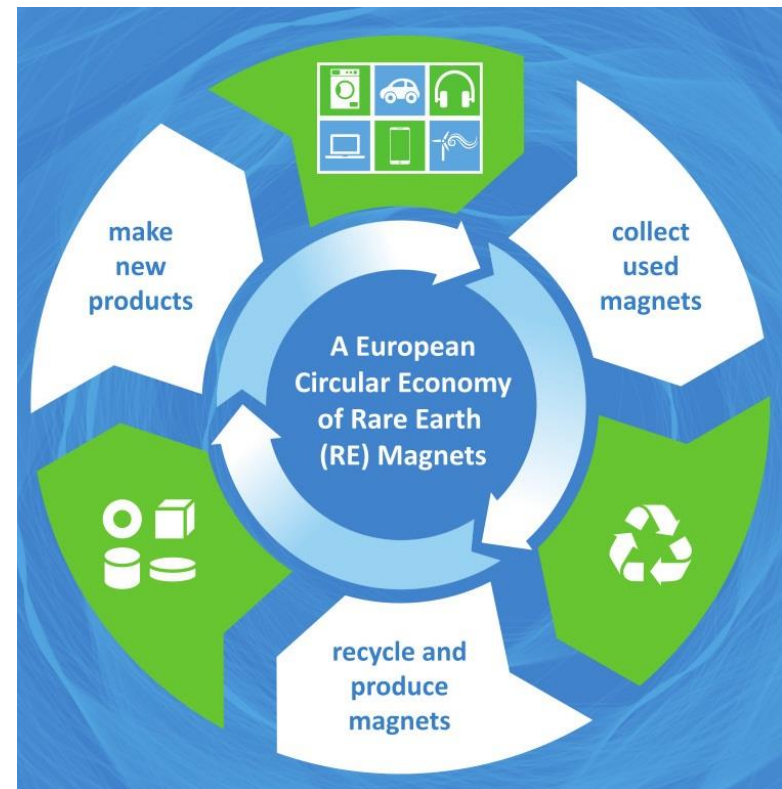 make
new
products
collect
used
magnets
A European
Circular Economy
of Rare Earth
(RE) Magnets
recycle and
produce
magnets